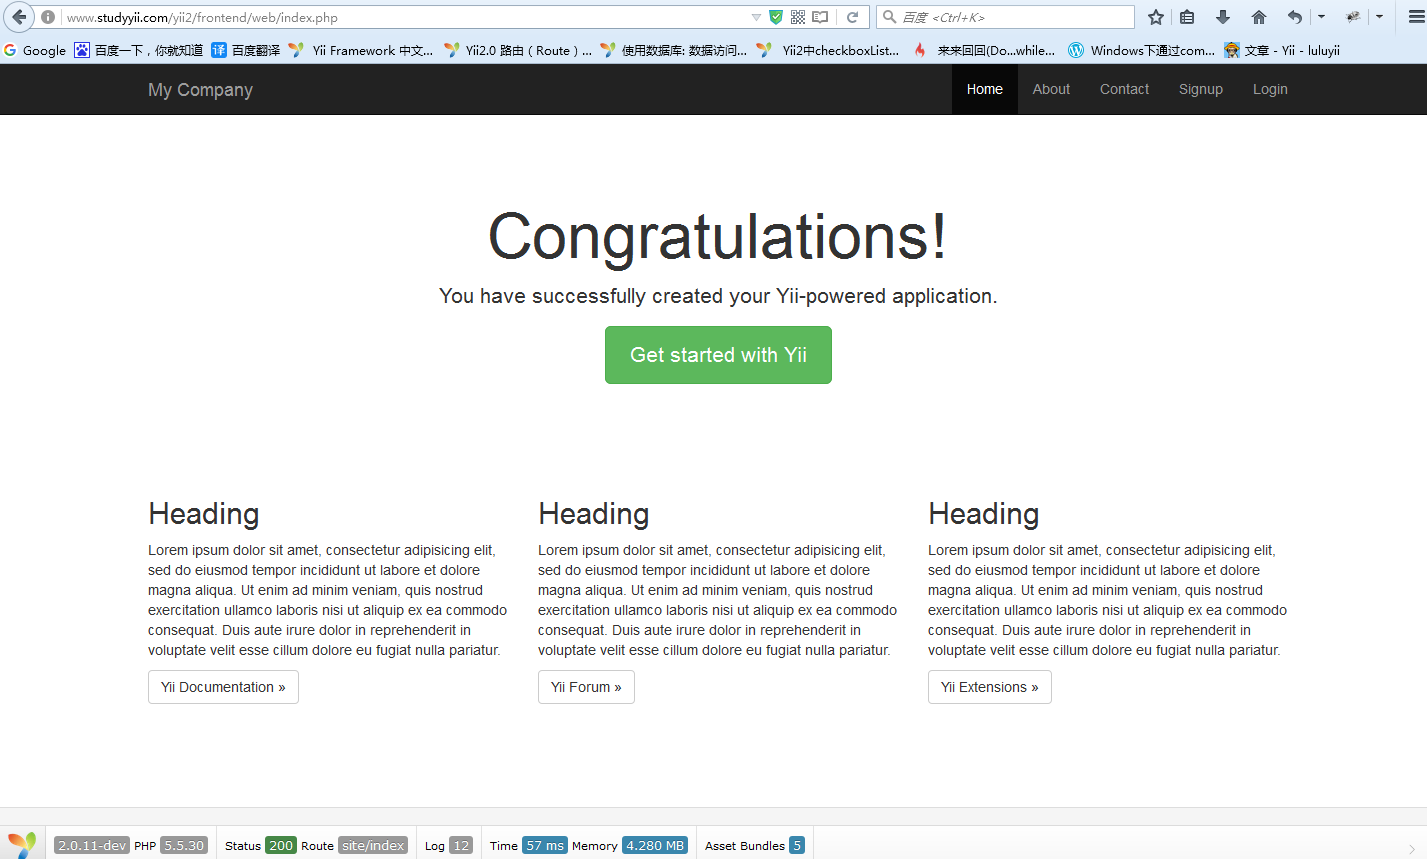 www.studyyii.com/yii2/frontend/web/index.php
百度 <Ctrl+K>
Google 百度一下，你就知道 译 百度翻译 Yii Framework 中文... Yii2.0 路由（Route）... 使用数据库: 数据访问... Yii2中checkboxList... 来来回回(Do...while... Windows下通过com... 文章 - Yii - luluyii
My Company Home About Contact Signup Login
Congratulations!
You have successfully created your Yii-powered application.
Get started with Yii
Heading
Lorem ipsum dolor sit amet, consectetur adipisicing elit,
sed do eiusmod tempor incididunt ut labore et dolore
magna aliqua. Ut enim ad minim veniam, quis nostrud
exercitation ullamco laboris nisi ut aliquip ex ea commodo
consequat. Duis aute irure dolor in reprehenderit in
voluptate velit esse cillum dolore eu fugiat nulla pariatur.
Yii Documentation »
Heading
Lorem ipsum dolor sit amet, consectetur adipisicing elit,
sed do eiusmod tempor incididunt ut labore et dolore
magna aliqua. Ut enim ad minim veniam, quis nostrud
exercitation ullamco laboris nisi ut aliquip ex ea commodo
consequat. Duis aute irure dolor in reprehenderit in
voluptate velit esse cillum dolore eu fugiat nulla pariatur.
Yii Forum »
Heading
Lorem ipsum dolor sit amet, consectetur adipisicing elit,
sed do eiusmod tempor incididunt ut labore et dolore
magna aliqua. Ut enim ad minim veniam, quis nostrud
exercitation ullamco laboris nisi ut aliquip ex ea commodo
consequat. Duis aute irure dolor in reprehenderit in
voluptate velit esse cillum dolore eu fugiat nulla pariatur.
Yii Extensions »
2.0.11-dev PHP 5.5.30 Status 200 Route site/index Log 12 Time 57 ms Memory 4.280 MB Asset Bundles 5